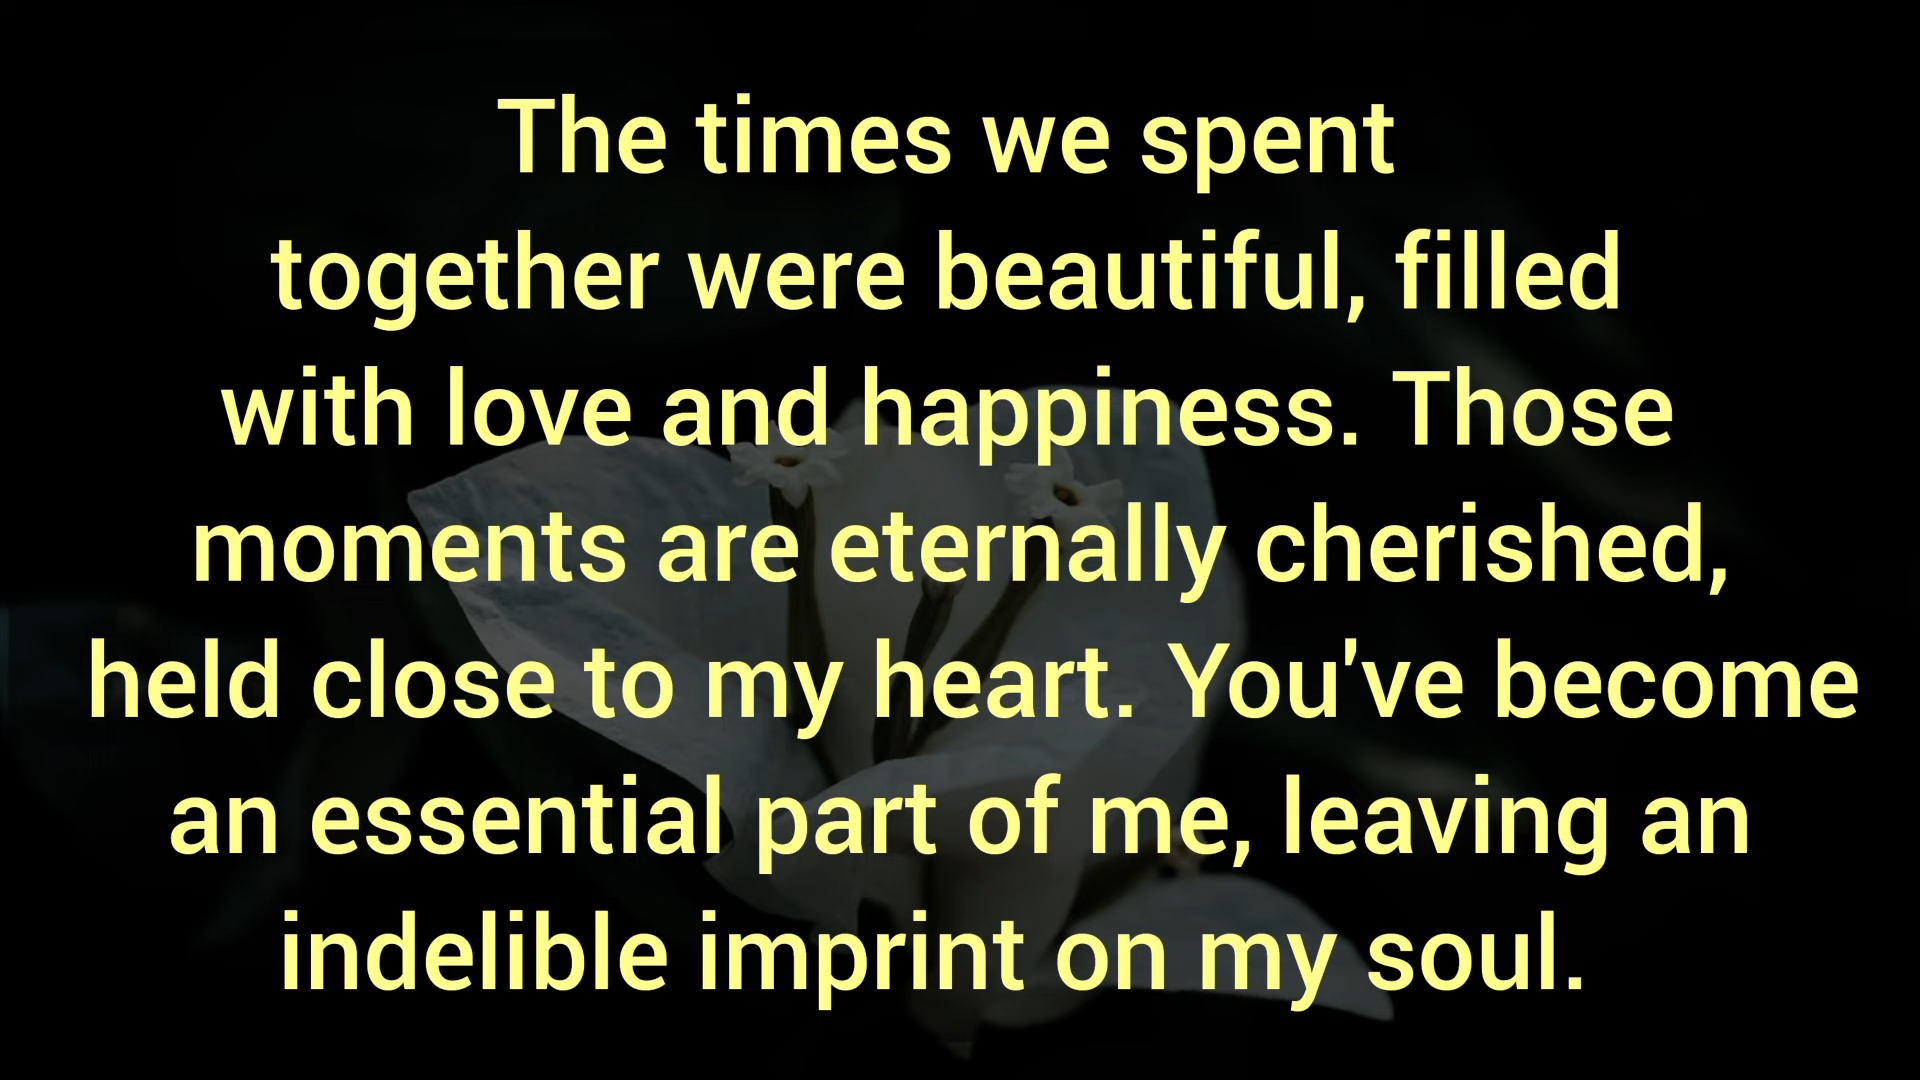 The times we spent
together were beautiful, filled
with love and happiness. Those
moments are eternally cherished,
held close to my heart. You've become
an essential part of me, leaving an
indelible imprint on my soul.